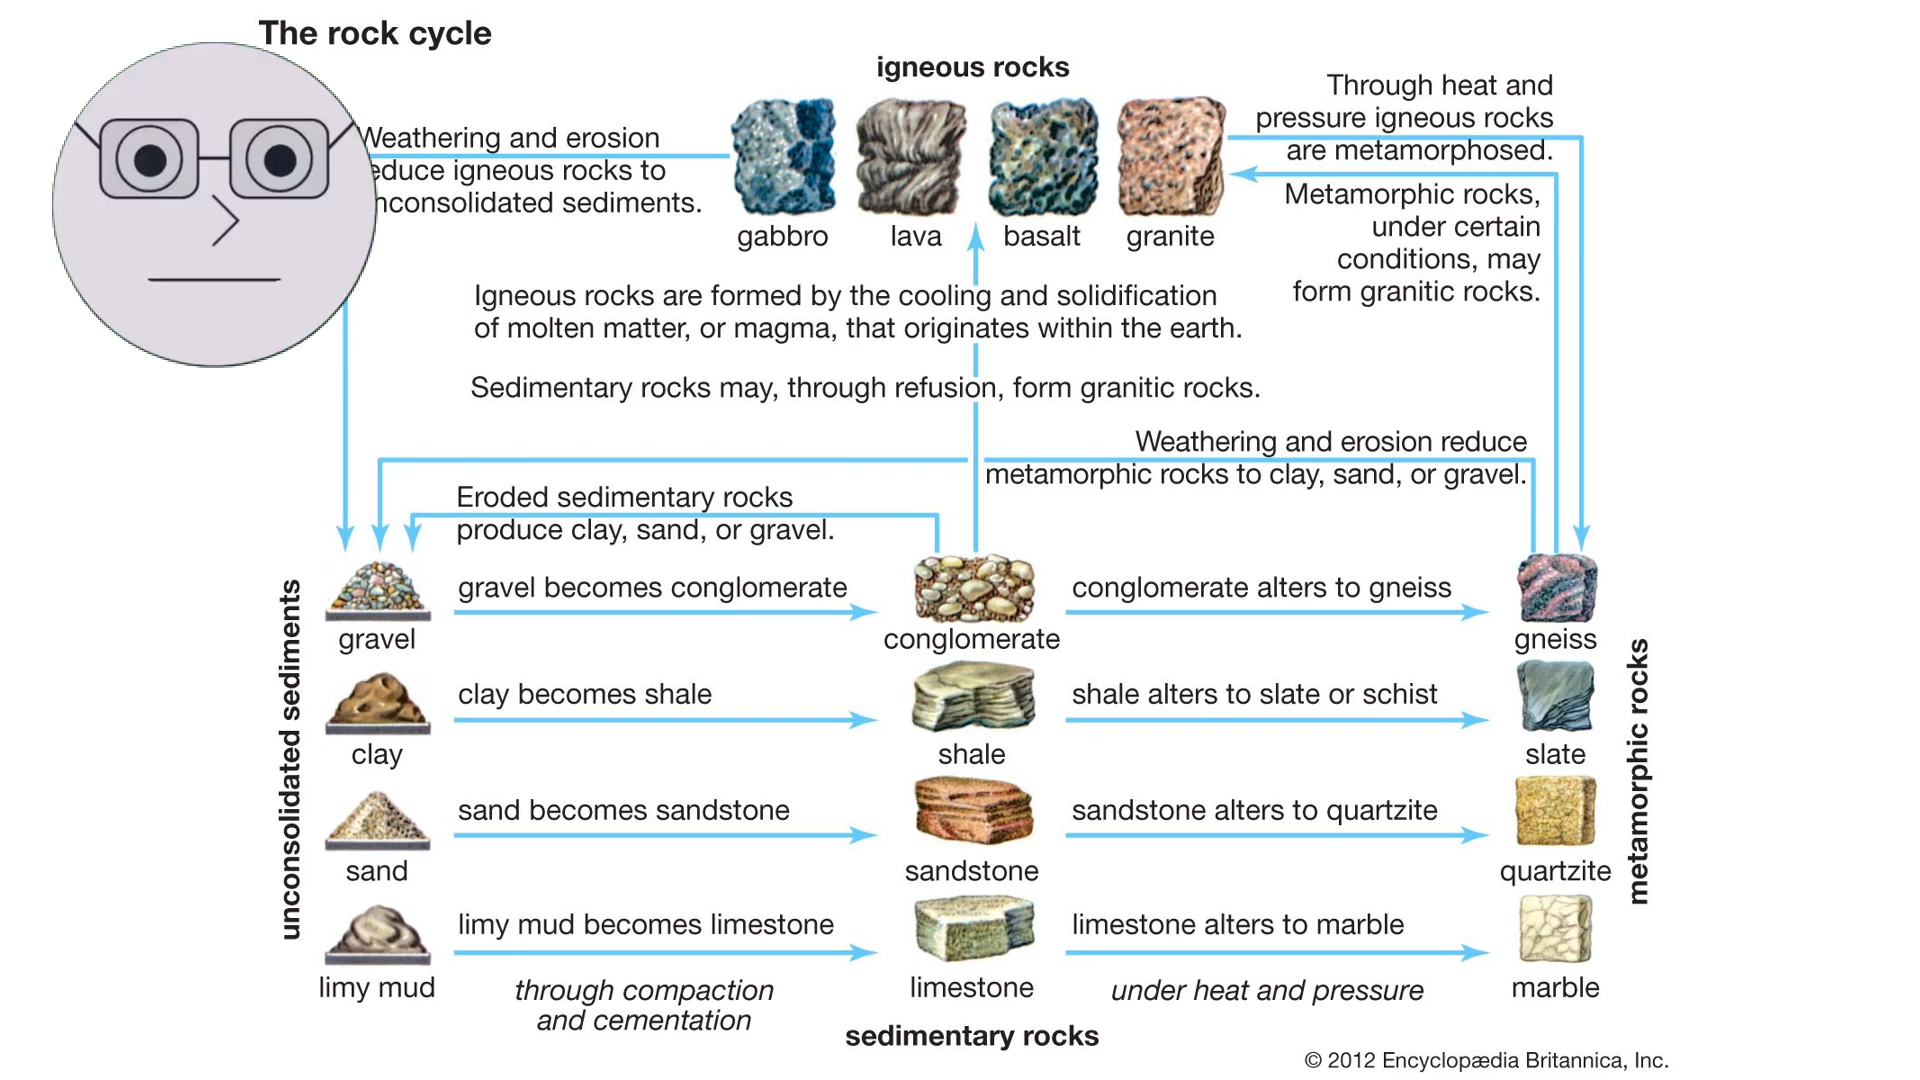 The rock cycle
igneous rocks
Weathering and erosion
educe igneous rocks to
nconsolidated sediments.
gabbro
lava
basalt
granite
Through heat and
pressure igneous rocks
are metamorphosed.
Metamorphic rocks,
under certain
conditions, may
form granitic rocks.
Igneous rocks are formed by the cooling and solidification
of molten matter, or magma, that originates within the earth.
Sedimentary rocks may, through refusion, form granitic rocks.
Weathering and erosion reduce
metamorphic rocks to clay, sand, or gravel.
Eroded sedimentary rocks
produce clay, sand, or gravel.
unconsolidated sediments
gravel becomes conglomerate
conglomerate alters to gneiss
gravel
conglomerate
gneiss
clay becomes shale
shale alters to slate or schist
clay
shale
slate
sand becomes sandstone
sandstone alters to quartzite
sand
sandstone
quartzite
limy mud becomes limestone
limestone alters to marble
limy mud
limestone
marble
metamorphic rocks
through compaction
and cementation
under heat and pressure
sedimentary rocks
© 2012 Encyclopædia Britannica, Inc.